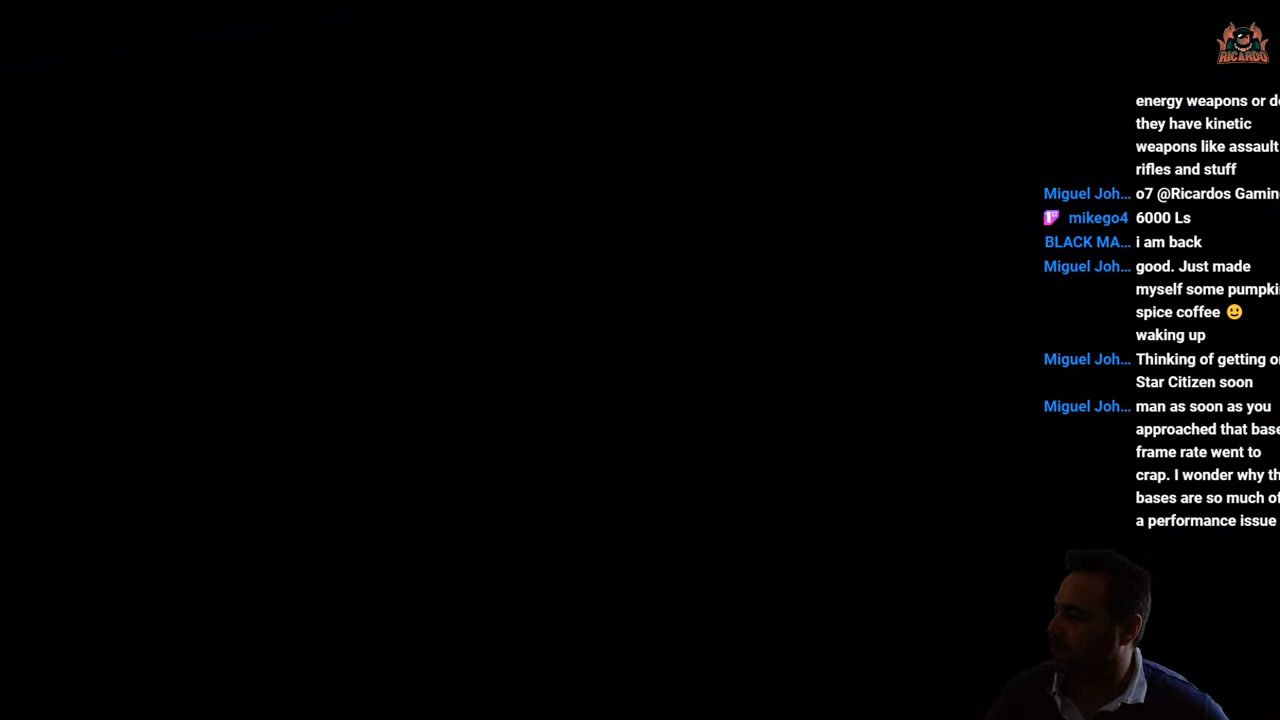 RICARDO
energy weapons or
they have kinetic
weapons like assault
rifles and stuff
Miguel Joh... o7 @Ricardos Gaming
mikego4 6000 Ls
BLACK MA... i am back
Miguel Joh... good. Just made
myself some pumpkin
spice coffee 🙂
waking up
Miguel Joh... Thinking of getting on
Star Citizen soon
Miguel Joh... man as soon as you
approached that base
frame rate went to
crap. I wonder why th
bases are so much of
a performance issue